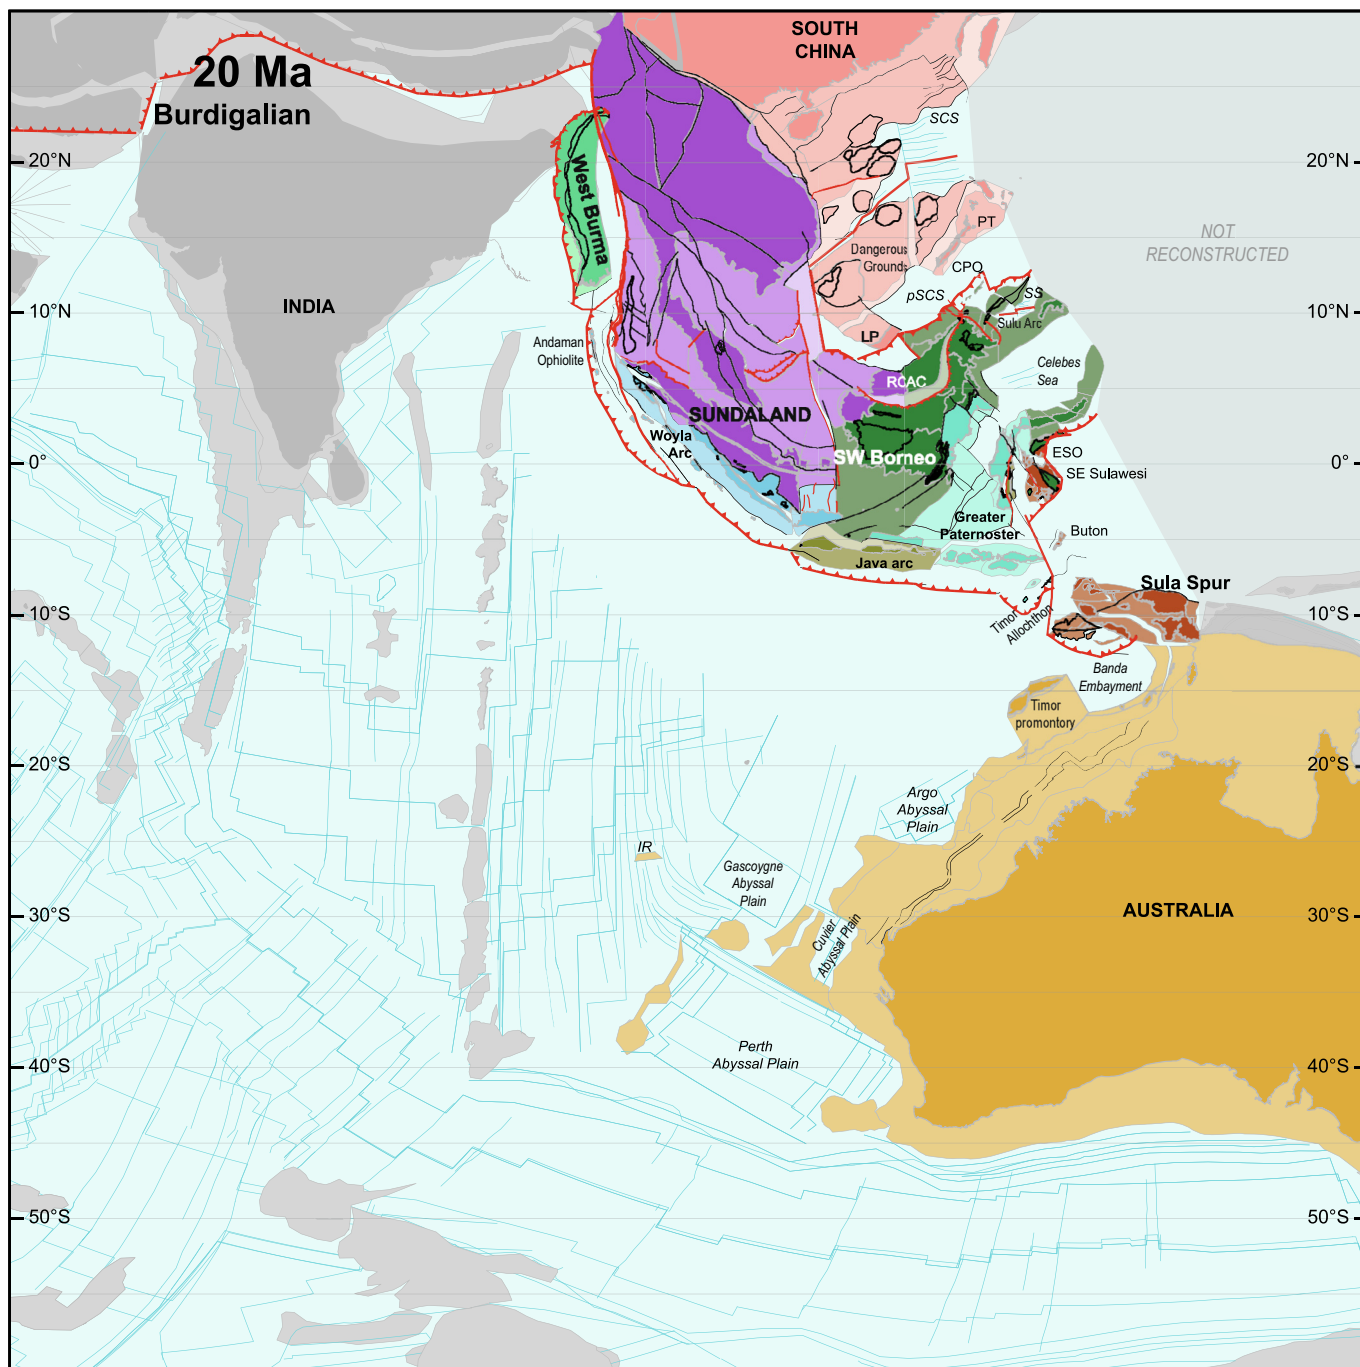 SOUTH
CHINA
20 Ma
Burdigalian
SCS
20°N
20°N
West Burma
PT
NOT
RECONSTRUCTED
Dangerous
Grounds
CPO
INDIA
pSCS
SS
10°N
10°N
Sulu Arc
LP
Andaman
Ophiolite
Celebes
Sea
RCAC
SUNDALAND
Woyla
Arc
SW Borneo
ESO
0°
0°
SE Sulawesi
Greater
Paternoster
Buton
Java arc
Sula Spur
10°S
10°S
Timor
Allochthon
Banda
Embayment
Timor
promontory
20°S
20°S
Argo
Abyssal
Plain
IR
Gascoygne
Abyssal
Plain
AUSTRALIA
30°S
30°S
Cuvier
Abyssal Plain
Perth
Abyssal Plain
40°S
40°S
50°S
50°S